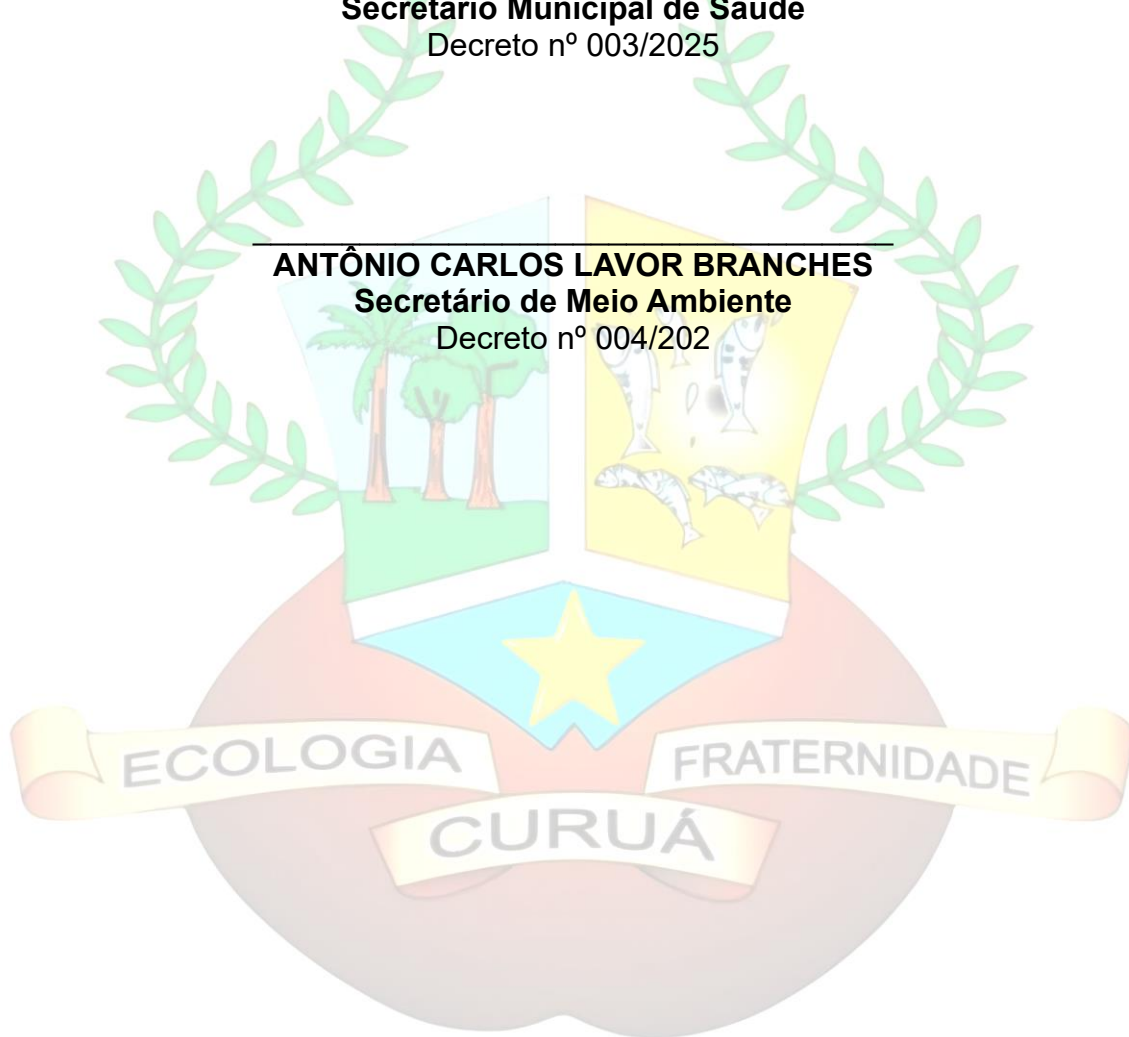 Secretário Municipal de Saúde
Decreto nº 003/2025
ANTÔNIO CARLOS LAVOR BRANCHES
Secretário de Meio Ambiente
Decreto nº 004/202
ECOLOGIA
FRATERNIDADE
CURUÁ